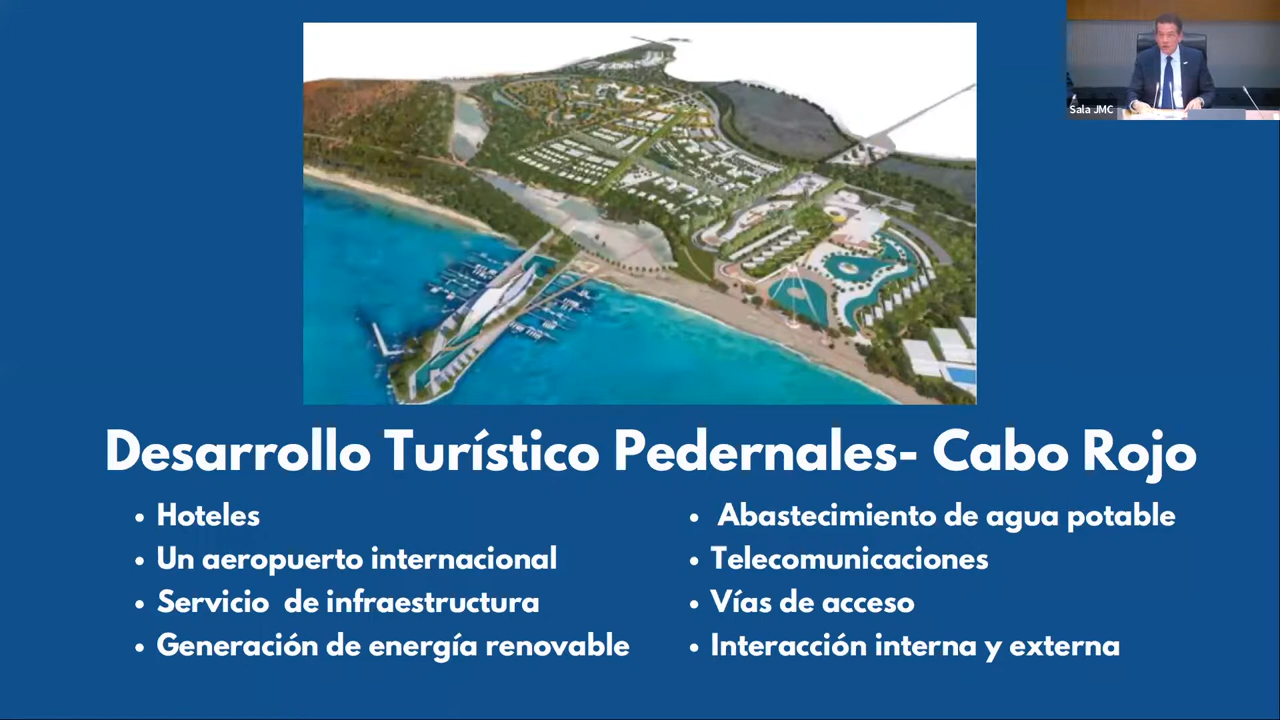 Sala JMC
Desarrollo Turístico Pedernales- Cabo Rojo
• Hoteles
• Un aeropuerto internacional
• Servicio de infraestructura
• Generación de energía renovable
• Abastecimiento de agua potable
• Telecomunicaciones
• Vías de acceso
• Interacción interna y externa